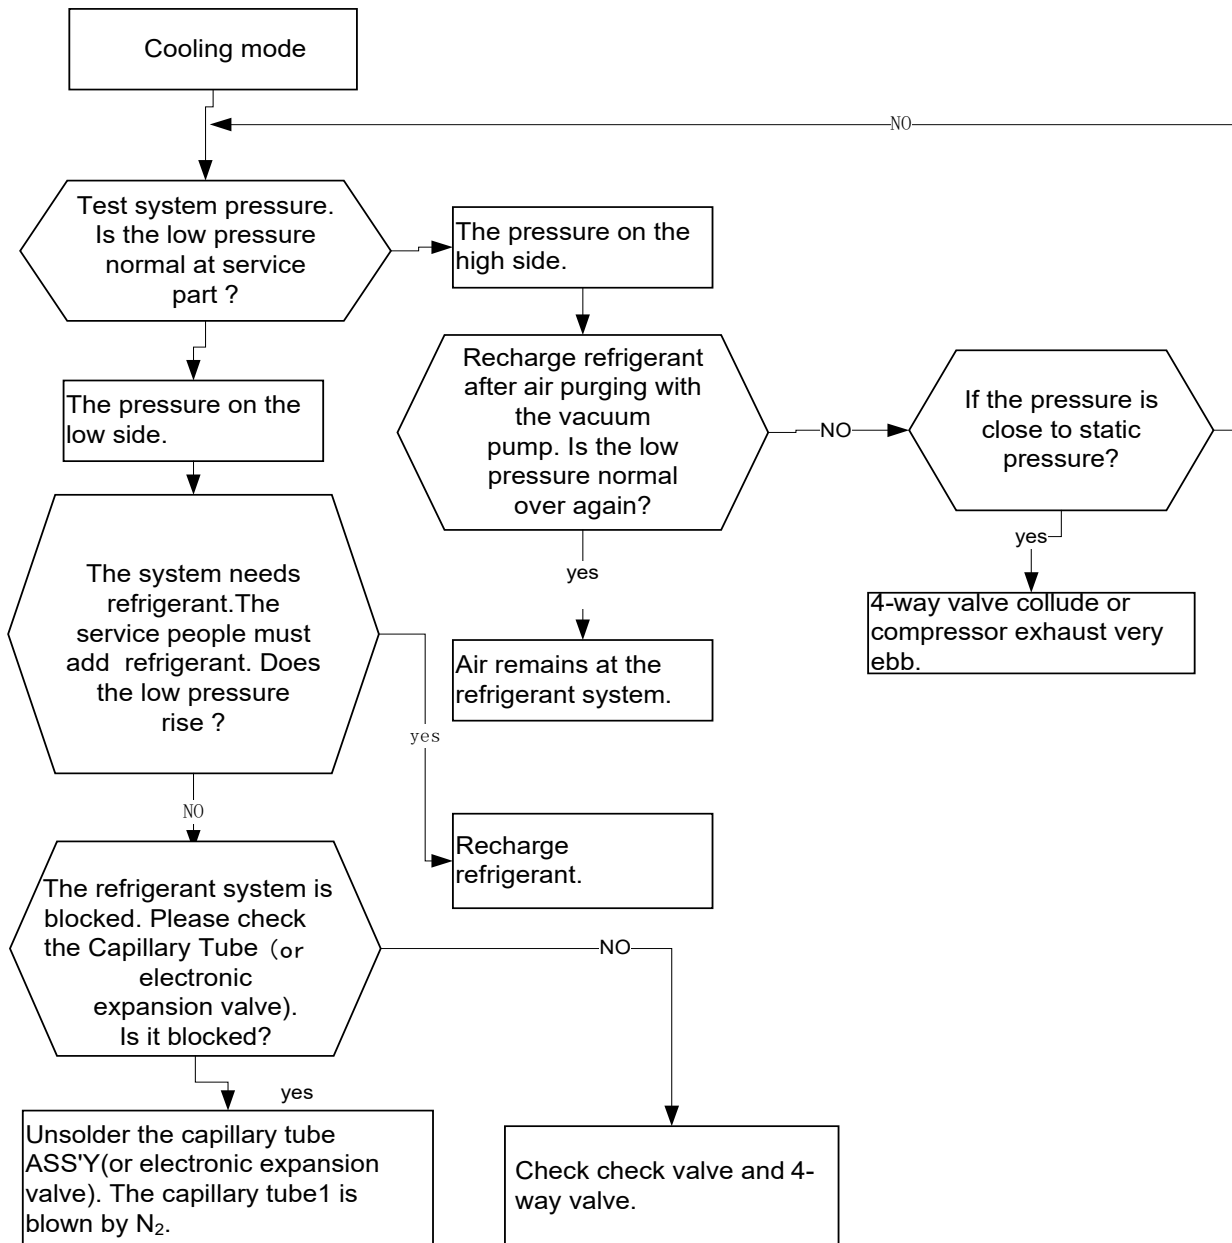 Cooling mode
NO
Test system pressure.
Is the low pressure
normal at service
part ?
The pressure on the
high side.
The pressure on the
low side.
Recharge refrigerant
after air purging with
the vacuum
pump. Is the low
pressure normal
over again?
NO
If the pressure is
close to static
pressure?
yes
yes
4-way valve collude or
compressor exhaust very
ebb.
Air remains at the
refrigerant system.
The system needs
refrigerant.The
service people must
add refrigerant. Does
the low pressure
rise ?
yes
NO
Recharge
refrigerant.
The refrigerant system is
blocked. Please check
the Capillary Tube（or
electronic
expansion valve).
Is it blocked?
NO
yes
Unsolder the capillary tube
ASS'Y(or electronic expansion
valve). The capillary tube1 is
blown by N₂.
Check check valve and 4-
way valve.